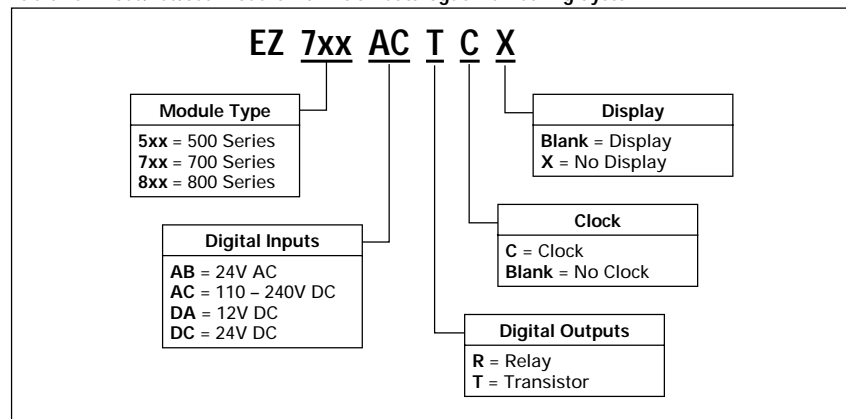 EZ 7xx AC T C X
Module Type
5xx = 500 Series
7xx = 700 Series
8xx = 800 Series
Display
Blank = Display
X = No Display
Digital Inputs
AB = 24V AC
AC = 110 – 240V DC
DA = 12V DC
DC = 24V DC
Clock
C = Clock
Blank = No Clock
Digital Outputs
R = Relay
T = Transistor